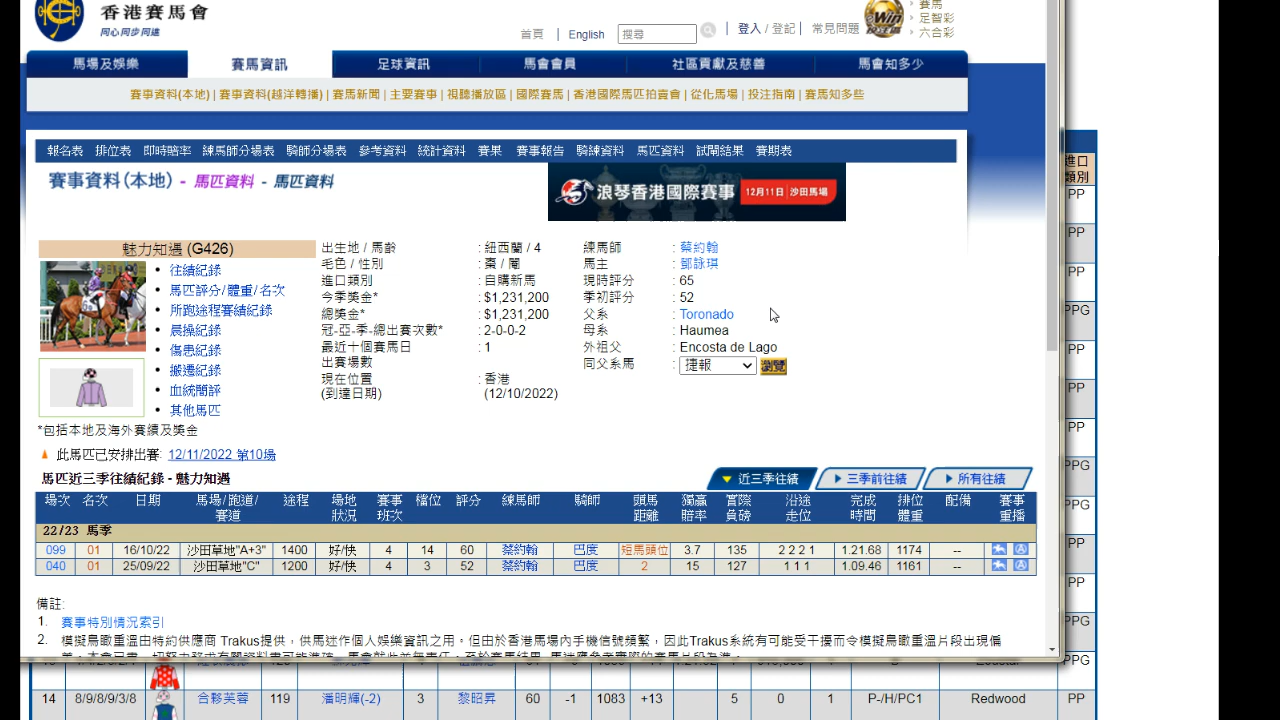 香港賽馬會
同心同步同進
首頁 | English 搜尋 | 登入 / 登記 | 常見問題
eWin
賽馬
足智彩
六合彩
馬場及娛樂 賽馬資訊 足球資訊 馬會會員 社區貢獻及慈善 馬會知多少
賽事資料(本地) | 賽事資料(越洋轉播) | 賽馬新聞 | 主要賽事 | 視聽播放區 | 國際賽馬 | 香港國際馬匹拍賣會 | 從化馬場 | 投注指南 | 賽馬知多些
報名表 排位表 即時賠率 練馬師分場表 騎師分場表 參考資料 統計資料 賽果 賽事報告 騎練資料 馬匹資料 試閘結果 賽期表
賽事資料(本地) - 馬匹資料 - 馬匹資料
浪琴香港國際賽事 12月11日 | 沙田馬場
魅力知遇 (G426)
往績紀錄
馬匹評分/體重/名次
所跑途程賽績紀錄
晨操紀錄
傷患紀錄
搬遷紀錄
血統簡評
其他馬匹
出生地 / 馬齡 : 紐西蘭 / 4 練馬師 : 蔡約翰
毛色 / 性別 : 棗 / 閹 馬主 : 鄧詠琪
進口類別 : 自購新馬 現時評分 : 65
今季獎金* : $1,231,200 季初評分 : 52
總獎金* : $1,231,200 父系 : Toronado
冠-亞-季-總出賽次數* : 2-0-0-2 母系 : Haumea
最近十個賽馬日 : 1 外祖父 : Encosta de Lago
出賽場數 同父系馬 : 捷報 瀏覽
現在位置 : 香港
(到達日期) (12/10/2022)
*包括本地及海外賽績及獎金
此馬匹已安排出賽: 12/11/2022 第10場
馬匹近三季往績紀錄 - 魅力知遇 近三季往績 三季前往績 所有往績
場次 名次 日期 馬場/跑道/ 途程 場地 賽事 檔位 評分 練馬師 騎師 頭馬 獨贏 實際 沿途 完成 排位 配備 賽事
賽道 狀況 班次 距離 賠率 負磅 走位 時間 體重 重播
22/23 馬季
099 01 16/10/22 沙田草地"A+3" 1400 好/快 4 14 60 蔡約翰 巴度 短馬頭位 3.7 135 2 2 2 1 1.21.68 1174 --
040 01 25/09/22 沙田草地"C" 1200 好/快 4 3 52 蔡約翰 巴度 2 15 127 1 1 1 1.09.46 1161 --
備註:
1. 賽事特別情況索引
2. 模擬鳥瞰重溫由特約供應商 Trakus提供，供馬迷作個人娛樂資訊之用。但由於香港馬場內手機信號頻繁，因此Trakus系統有可能受干擾而令模擬鳥瞰重溫片段出現偏
進口
類別
PP
PP
PP
PPG
PP
PP
PP
PPG
PPG
PP
PP
PPG
PPG
14 8/9/8/9/3/8 合夥芙蓉 119 潘明輝(-2) 3 黎昭昇 60 -1 1083 +13 5 0 1 P-/H/PC1 Redwood PP